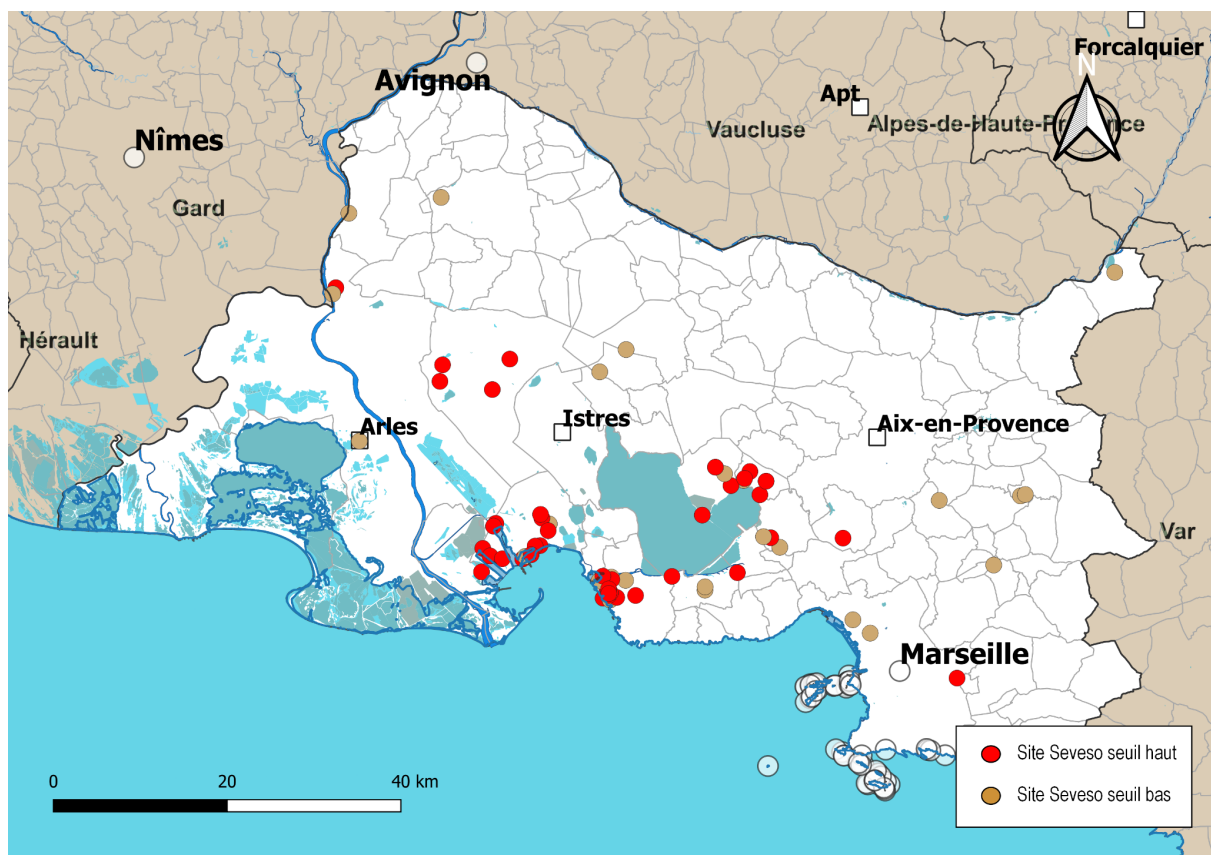 Forcalquier
N
Avignon
Apt
Vaucluse
Alpes-de-Haute-Provence
Nîmes
Gard
Hérault
Arles
Istres
Aix-en-Provence
Var
Marseille
Site Seveso seuil haut
Site Seveso seuil bas
0 20 40 km